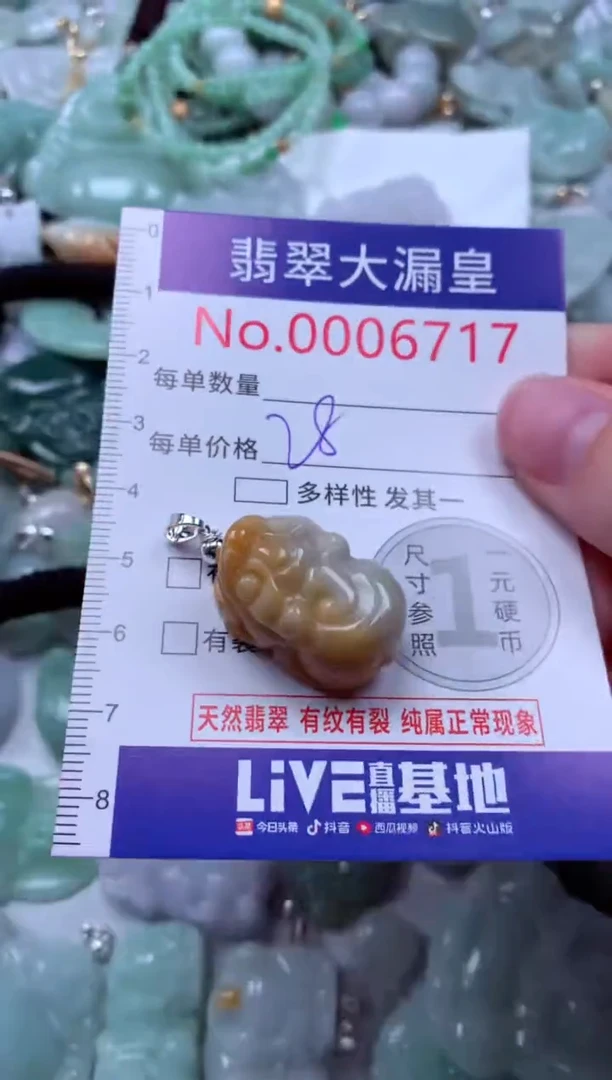 翡翠大漏皇
No.0006717
每单数量
每单价格 28
多样性 发其一
尺寸参照
1
一元硬币
有
天然翡翠 有纹有裂 纯属正常现象
LiVE直播基地
今日头条 抖音 西瓜视频 抖音火山版
0
1
2
3
4
5
6
7
8